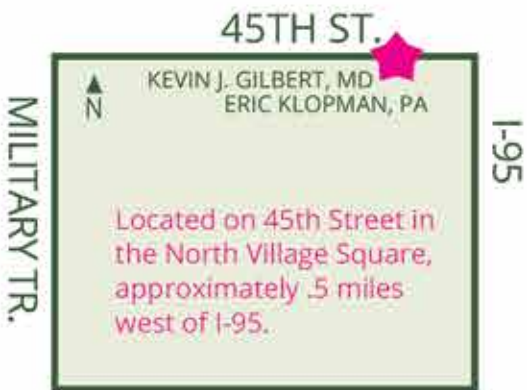 45TH ST.
KEVIN J. GILBERT, MD
ERIC KLOPMAN, PA
N
MILITARY TR.
I-95
Located on 45th Street in
the North Village Square,
approximately .5 miles
west of I-95.